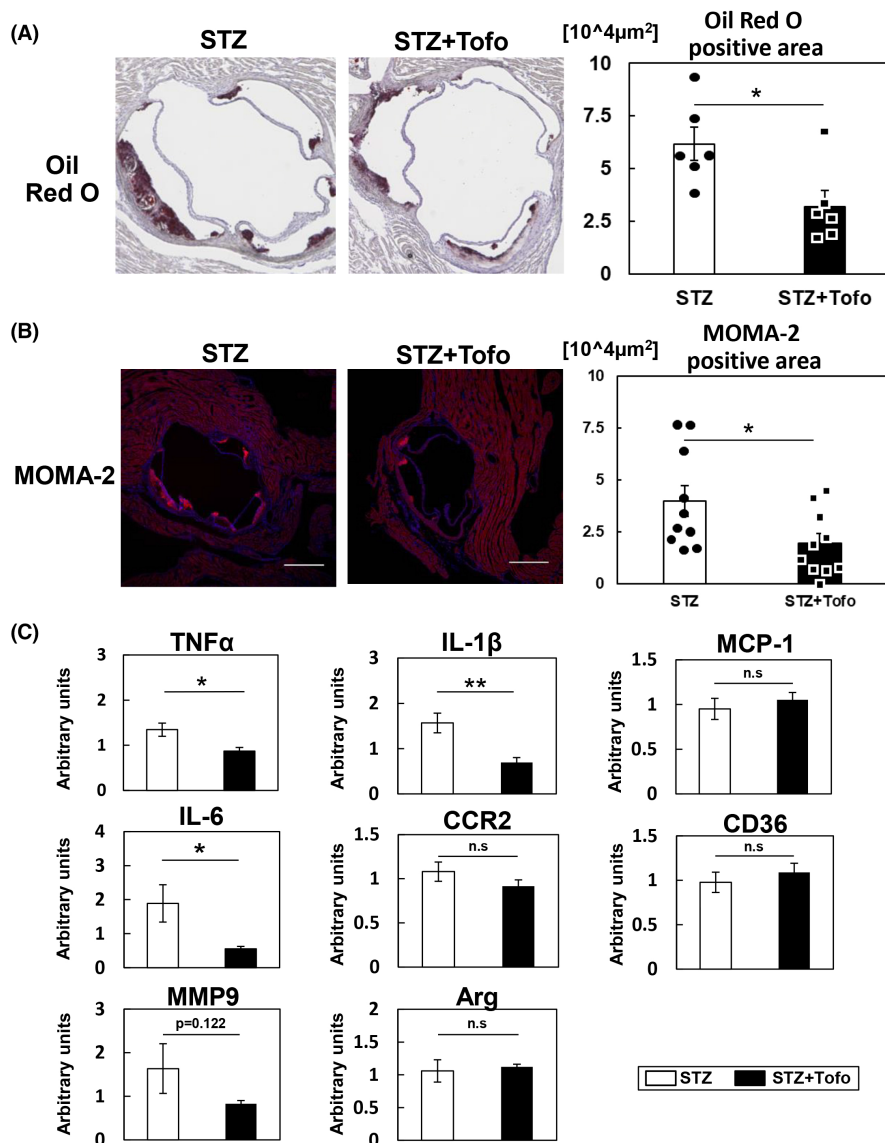 (A)
STZ
STZ+Tofo
[10^4µm²]
Oil Red O
positive area
Oil
Red O
10
7.5
5
2.5
0
*
STZ
STZ+Tofo
(B)
STZ
STZ+Tofo
[10^4µm²]
MOMA-2
positive area
MOMA-2
10
7.5
5
2.5
0
*
STZ
STZ+Tofo
(C)
TNFα
Arbitrary units
3
2
1
0
*
IL-1β
Arbitrary units
3
2
1
0
**
MCP-1
Arbitrary units
1.5
1
0.5
0
n.s
IL-6
Arbitrary units
4
3
2
1
0
*
CCR2
Arbitrary units
1.5
1
0.5
0
n.s
CD36
Arbitrary units
1.5
1
0.5
0
n.s
MMP9
Arbitrary units
3
2
1
0
p=0.122
Arg
Arbitrary units
2
1.5
1
0.5
0
n.s
STZ
STZ+Tofo